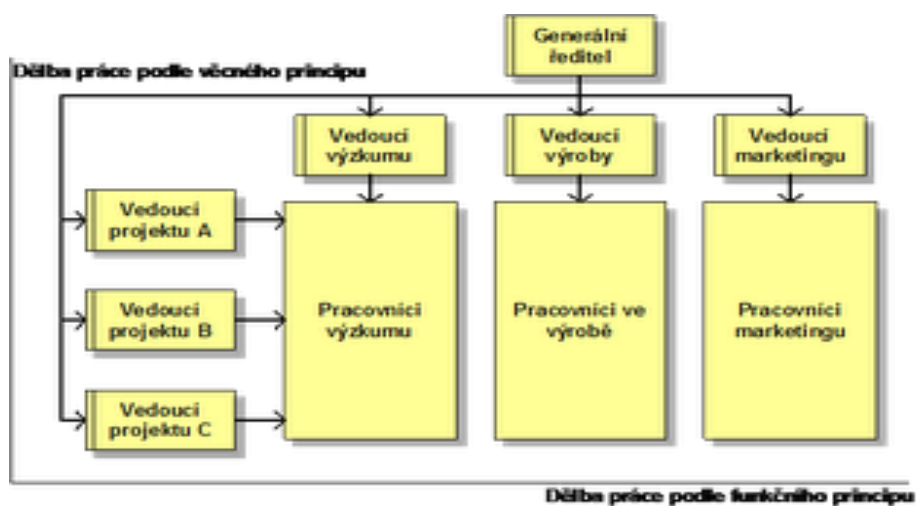 Generální
ředitel
Dělba práce podle věcného principu
Vedoucí
výzkumu
Vedoucí
výroby
Vedoucí
marketingu
Vedoucí
projektu A
Vedoucí
projektu B
Vedoucí
projektu C
Pracovníci
výzkumu
Pracovníci ve
výrobě
Pracovníci
marketingu
Dělba práce podle funkčního principu